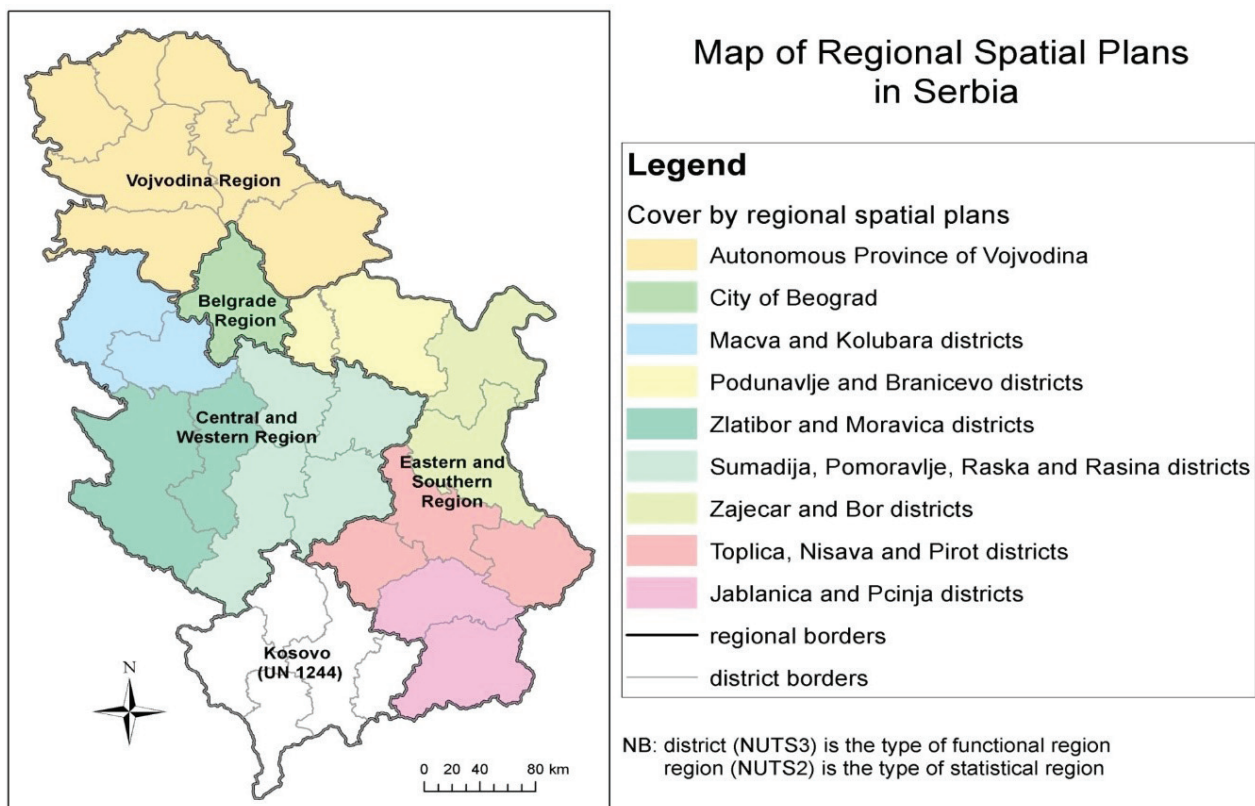 Map of Regional Spatial Plans
in Serbia
Vojvodina Region
Belgrade
Region
Central and
Western Region
Eastern and
Southern
Region
Kosovo
(UN 1244)
N
0 20 40 80 km
Legend
Cover by regional spatial plans
Autonomous Province of Vojvodina
City of Beograd
Macva and Kolubara districts
Podunavlje and Branicevo districts
Zlatibor and Moravica districts
Sumadija, Pomoravlje, Raska and Rasina districts
Zajecar and Bor districts
Toplica, Nisava and Pirot districts
Jablanica and Pcinja districts
regional borders
district borders
NB: district (NUTS3) is the type of functional region
region (NUTS2) is the type of statistical region